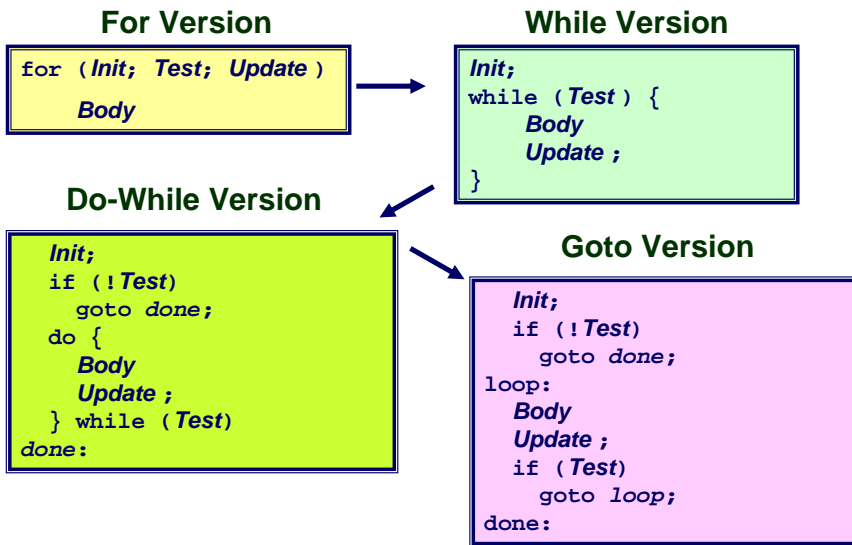 For Version
for (Init; Test; Update )
Body
While Version
Init;
while (Test ) {
Body
Update ;
}
Do-While Version
Init;
if (!Test)
goto done;
do {
Body
Update ;
} while (Test)
done:
Goto Version
Init;
if (!Test)
goto done;
loop:
Body
Update ;
if (Test)
goto loop;
done: